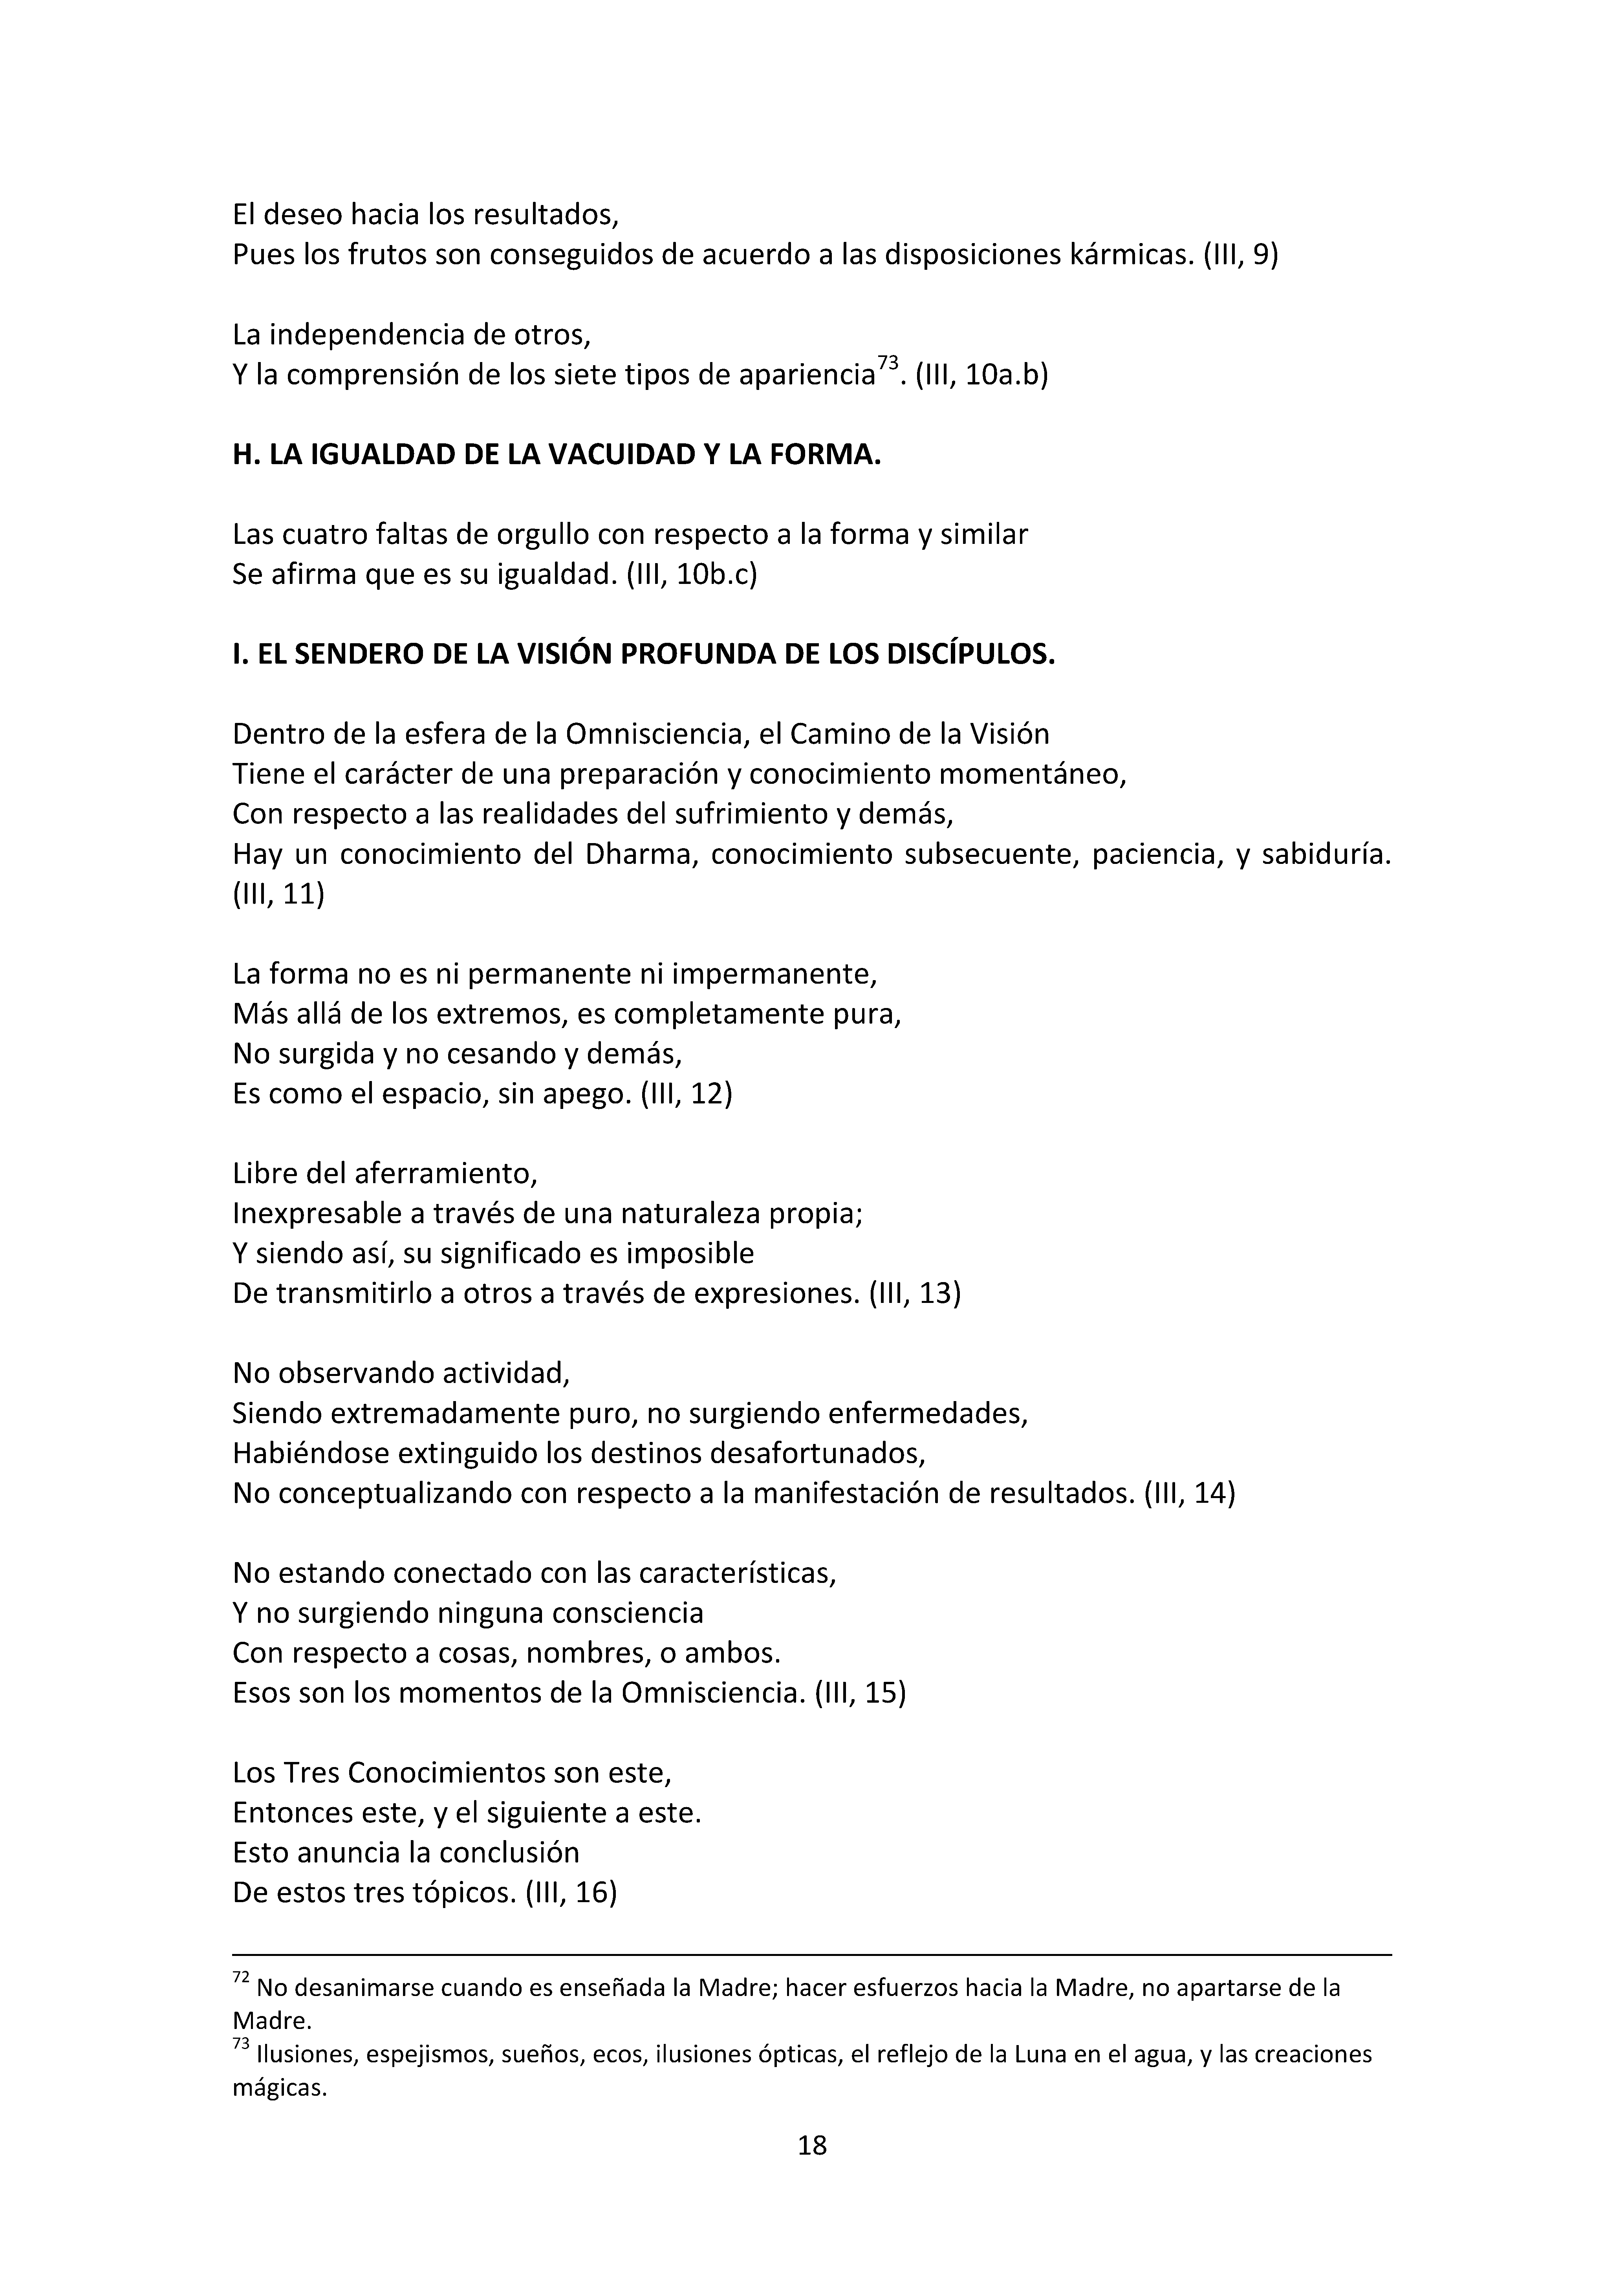 El deseo hacia los resultados,
Pues los frutos son conseguidos de acuerdo a las disposiciones kármicas. (III, 9)
La independencia de otros,
Y la comprensión de los siete tipos de apariencia73. (III, 10a.b)
H. LA IGUALDAD DE LA VACUIDAD Y LA FORMA.
Las cuatro faltas de orgullo con respecto a la forma y similar
Se afirma que es su igualdad. (III, 10b.c)
I. EL SENDERO DE LA VISIÓN PROFUNDA DE LOS DISCÍPULOS.
Dentro de la esfera de la Omnisciencia, el Camino de la Visión
Tiene el carácter de una preparación y conocimiento momentáneo,
Con respecto a las realidades del sufrimiento y demás,
Hay un conocimiento del Dharma, conocimiento subsecuente, paciencia, y sabiduría.
(III, 11)
La forma no es ni permanente ni impermanente,
Más allá de los extremos, es completamente pura,
No surgida y no cesando y demás,
Es como el espacio, sin apego. (III, 12)
Libre del aferramiento,
Inexpresable a través de una naturaleza propia;
Y siendo así, su significado es imposible
De transmitirlo a otros a través de expresiones. (III, 13)
No observando actividad,
Siendo extremadamente puro, no surgiendo enfermedades,
Habiéndose extinguido los destinos desafortunados,
No conceptualizando con respecto a la manifestación de resultados. (III, 14)
No estando conectado con las características,
Y no surgiendo ninguna consciencia
Con respecto a cosas, nombres, o ambos.
Esos son los momentos de la Omnisciencia. (III, 15)
Los Tres Conocimientos son este,
Entonces este, y el siguiente a este.
Esto anuncia la conclusión
De estos tres tópicos. (III, 16)
72 No desanimarse cuando es enseñada la Madre; hacer esfuerzos hacia la Madre, no apartarse de la
Madre.
73 Ilusiones, espejismos, sueños, ecos, ilusiones ópticas, el reflejo de la Luna en el agua, y las creaciones
mágicas.
18